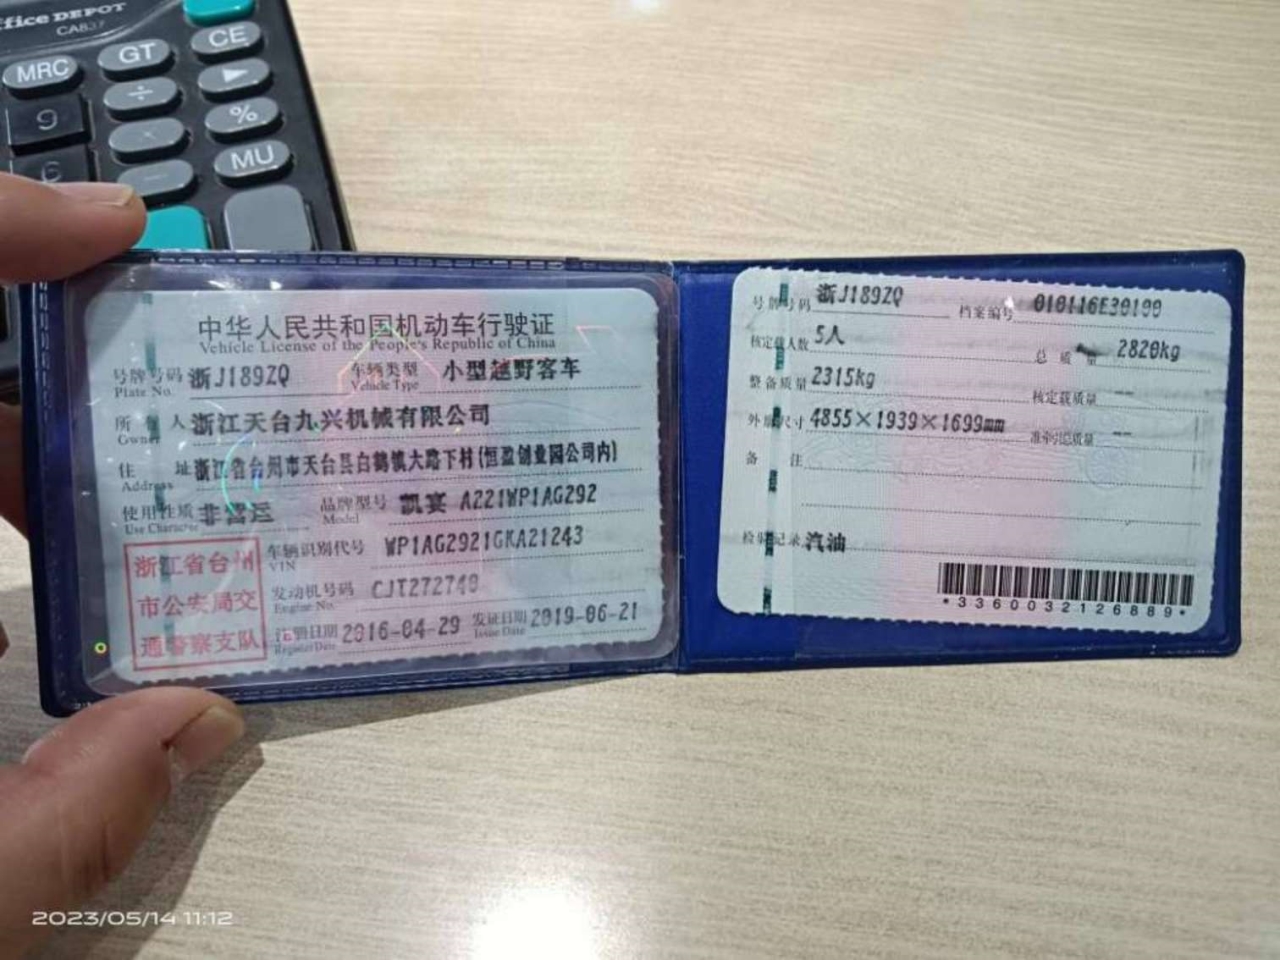 Office DEPOT
CA837
CE
GT
MRC
÷
%
9
×
MU
6
中华人民共和国机动车行驶证
Vehicle License of the People's Republic of China
号牌号码 浙J189ZQ 车辆类型 小型越野客车
Plate No. Vehicle Type
所有人 浙江天台九兴机械有限公司
Owner
住址 浙江省台州市天台县白鹤镇大路下村(恒盈创业园公司内)
Address
使用性质 非营运 品牌型号 凯宴 A221WP1AG292
Use Character Model
浙江省台州
市公安局交
通警察支队
车辆识别代号 WP1AG2921GKA21243
VIN
发动机号码 CJT272740
Engine No.
注册日期 2016-04-29 发证日期 2019-06-21
Register Date Issue Date
号牌号码 浙J189ZQ 档案编号 010116E30100
核定载人数 5人 总质量 2820kg
整备质量 2315kg 核定载质量 --
外廓尺寸 4855×1939×1699mm 准牵引总质量 --
备注
检验记录 汽油
*3360032126889*
2023/05/14 11:12